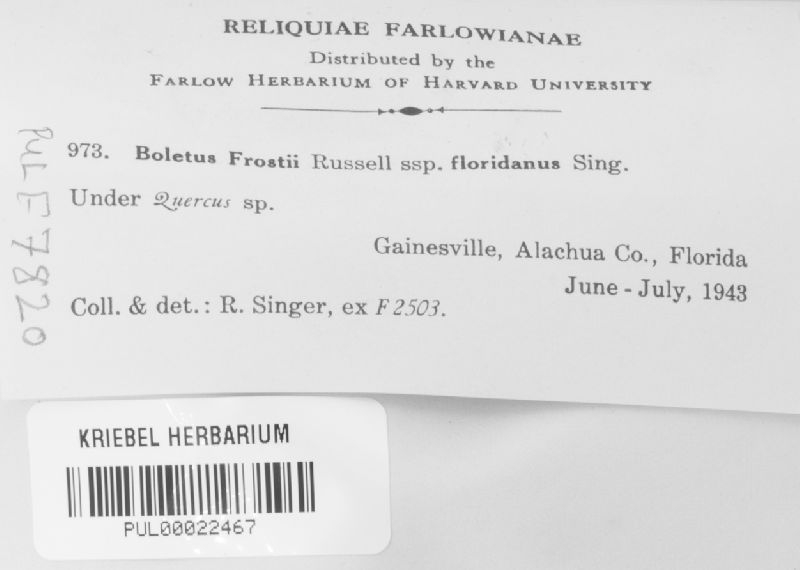 RELIQUIAE FARLOWIANAE
Distributed by the
FARLOW HERBARIUM OF HARVARD UNIVERSITY
973. Boletus Frostii Russell ssp. floridanus Sing.
Under Quercus sp.
Gainesville, Alachua Co., Florida
June - July, 1943
Coll. & det.: R. Singer, ex F 2503.
PUL F 7820
KRIEBEL HERBARIUM
PUL00022467